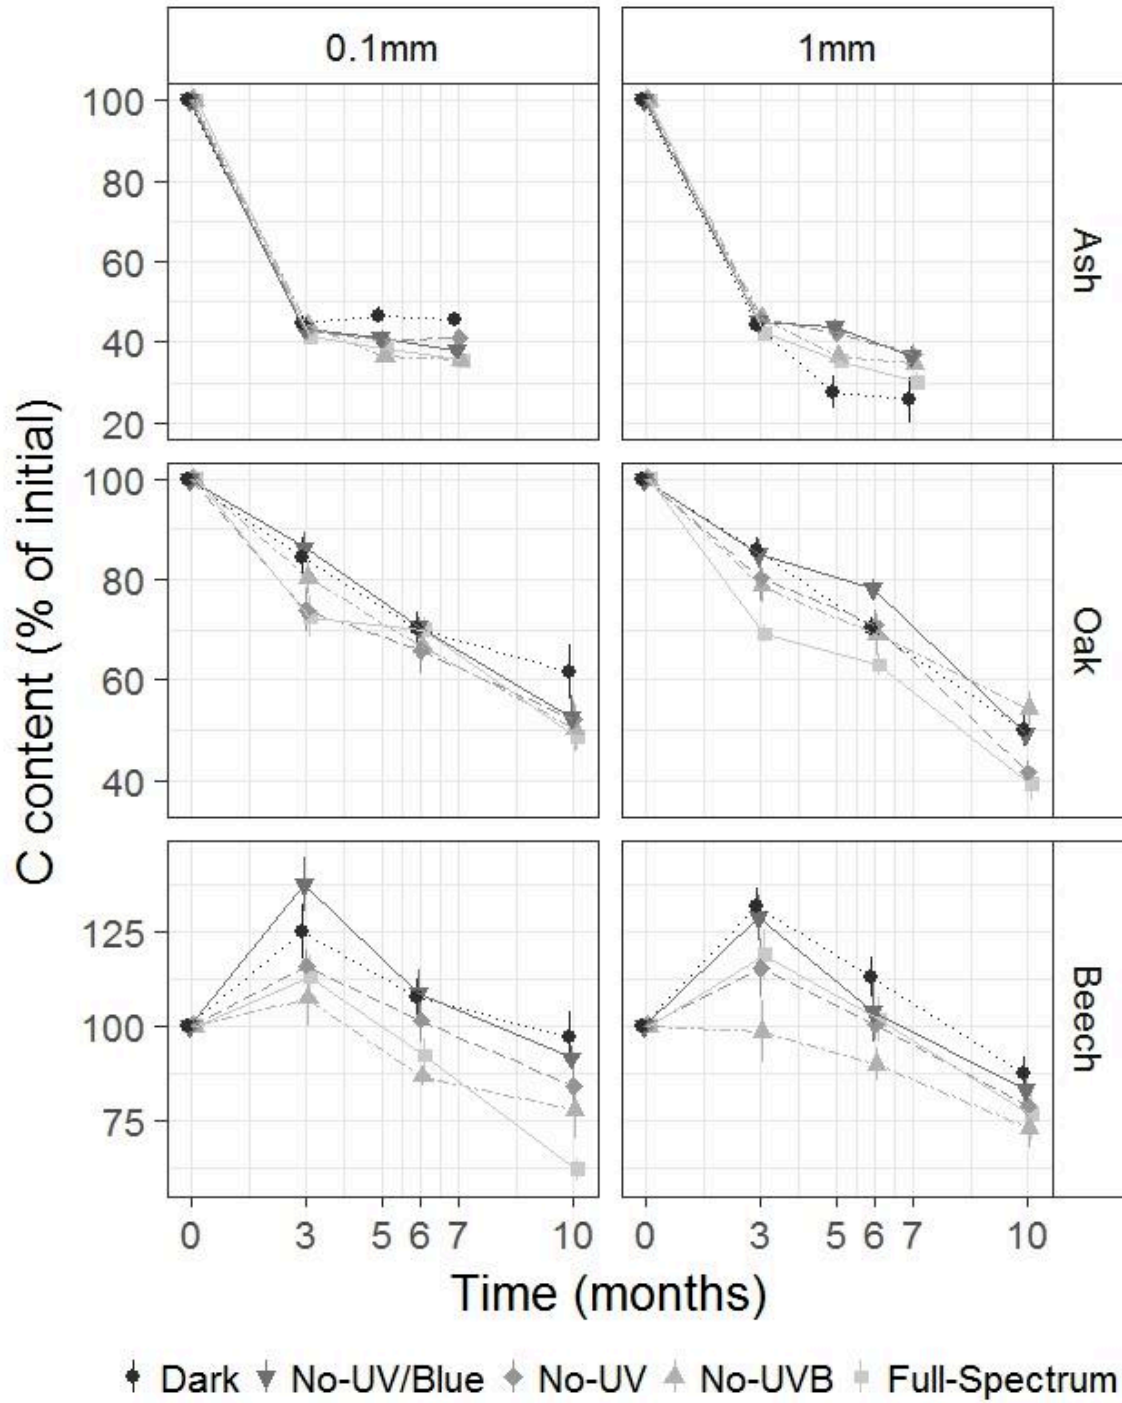 0.1mm 1mm
100
80
60
40
20
Ash
100
80
60
40
Oak
125
100
75
Beech
C content (% of initial)
0 3 5 6 7 10 0 3 5 6 7 10
Time (months)
Dark No-UV/Blue No-UV No-UVB Full-Spectrum